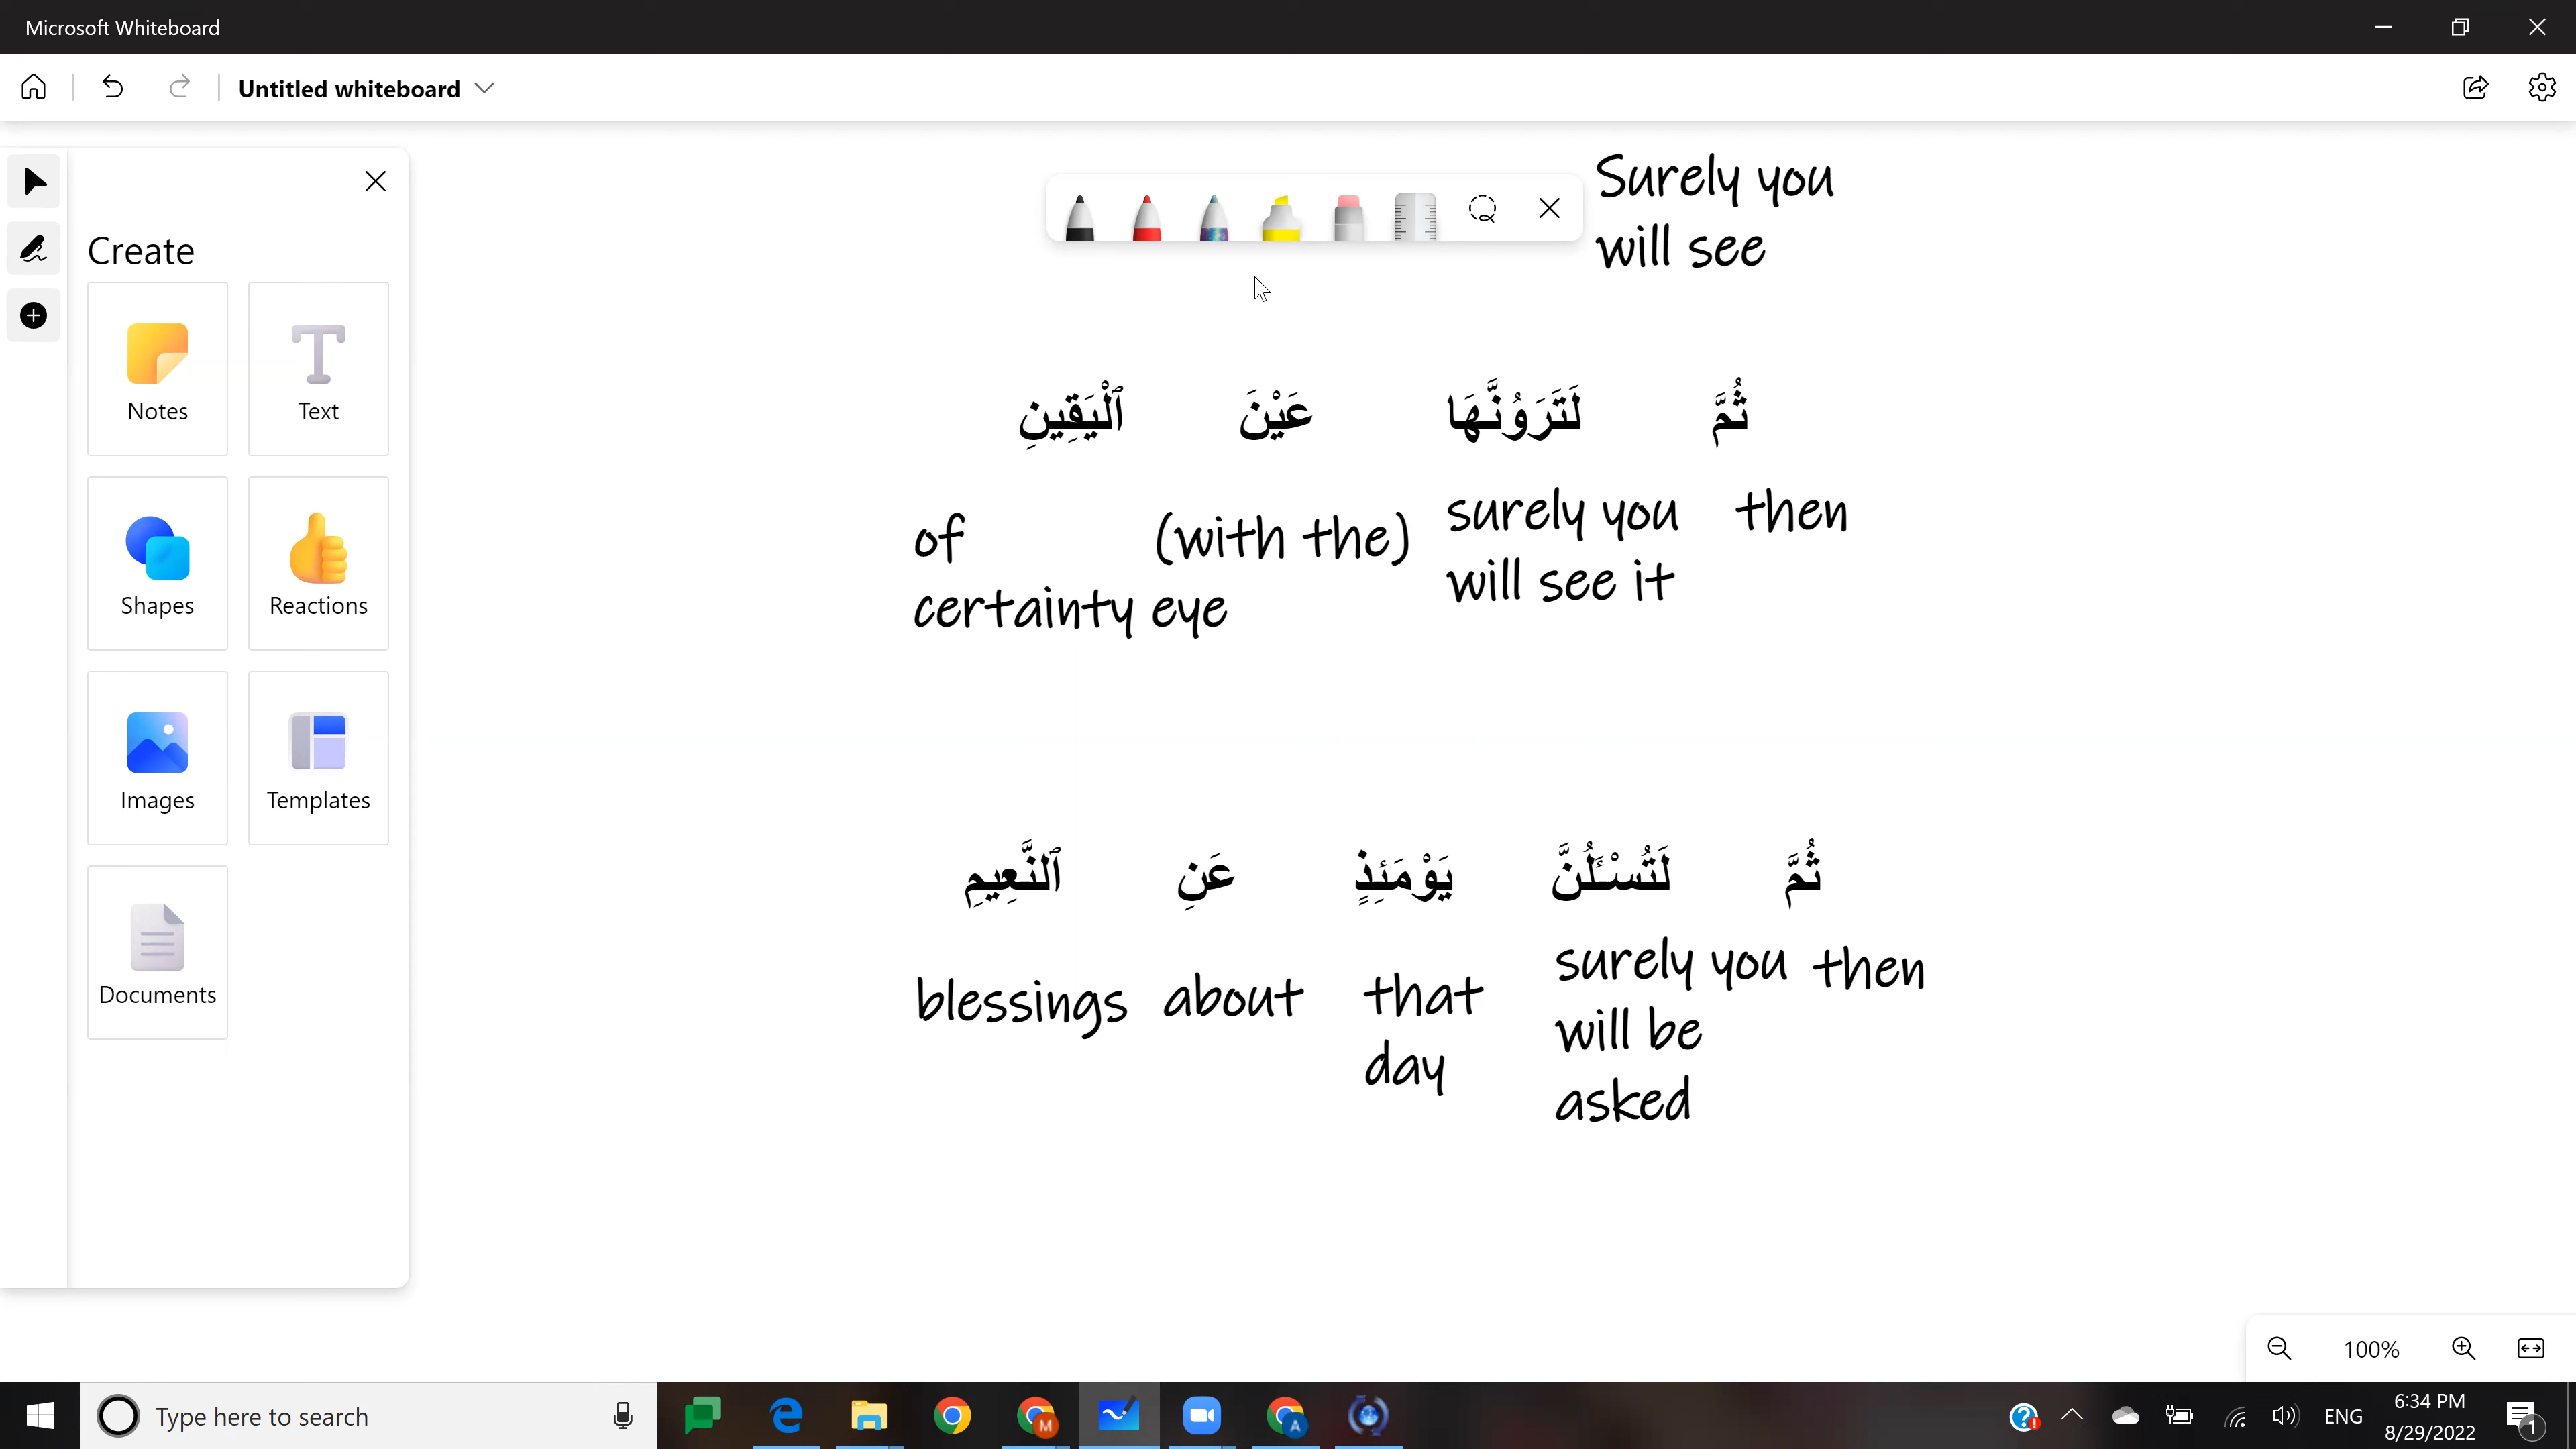 Microsoft Whiteboard
Untitled whiteboard
Create
Notes
Text
Shapes
Reactions
Images
Templates
Documents
Surely you
will see
ثُمَّ لَتَرَوُنَّهَا عَيْنَ ٱلْيَقِينِ
then
surely you
will see it
(with the)
eye
of
certainty
ثُمَّ لَتُسْـَٔلُنَّ يَوْمَئِذٍ عَنِ ٱلنَّعِيمِ
then
surely you
will be
asked
that
day
about
blessings
100%
Type here to search
M
A
ENG
6:34 PM
8/29/2022
1